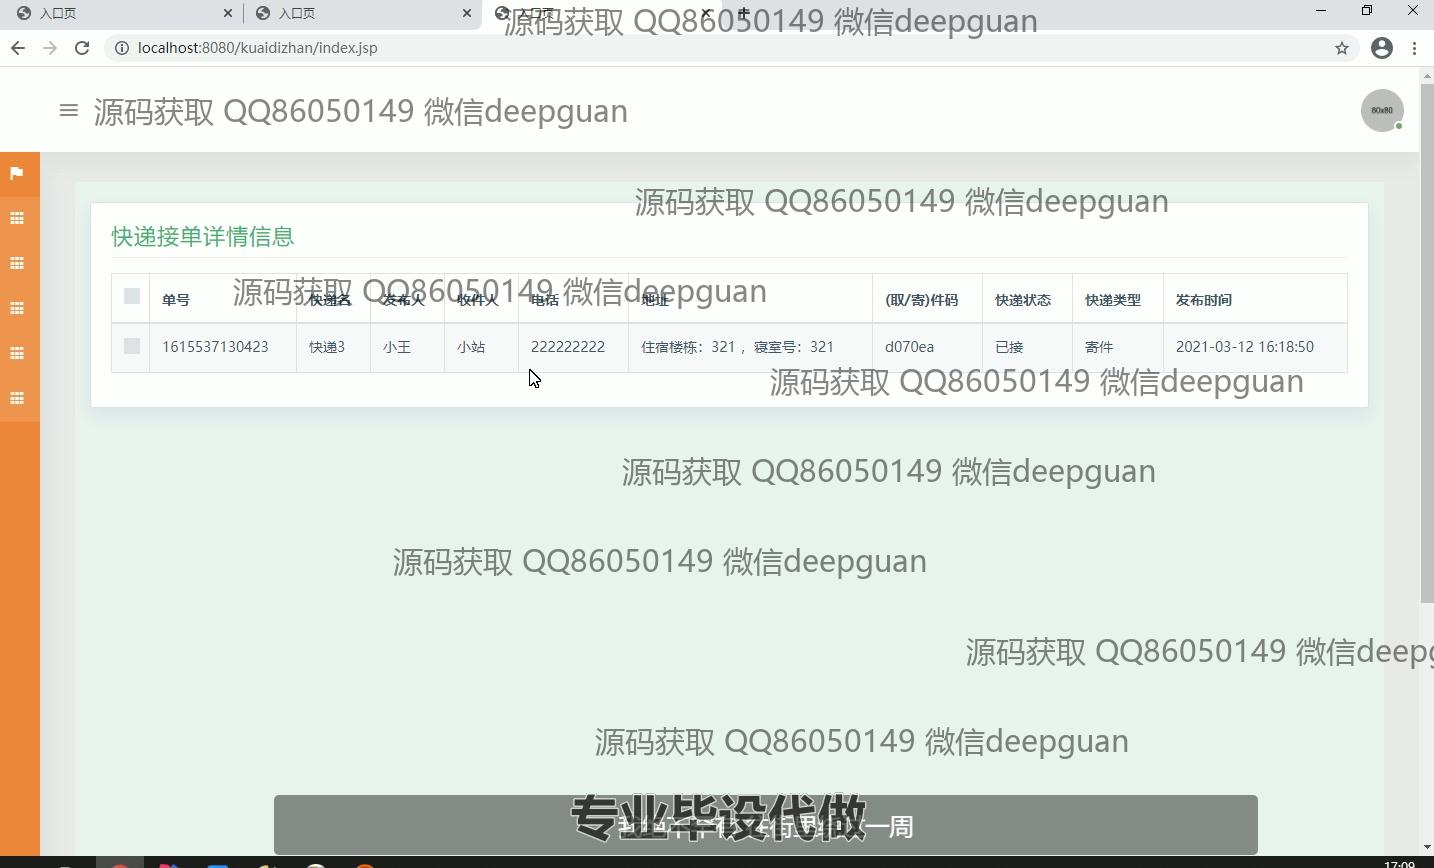 入口页
入口页
入口页
源码获取 QQ86050149 微信deepguan
localhost:8080/kuaidizhan/index.jsp
源码获取 QQ86050149 微信deepguan
80x80
源码获取 QQ86050149 微信deepguan
快递接单详情信息
源码获取 QQ86050149 微信deepguan
单号 快递名 发布人 收件人 电话 地址 (取/寄)件码 快递状态 快递类型 发布时间
1615537130423 快递3 小王 小站 222222222 住宿楼栋：321 ，寝室号：321 d070ea 已接 寄件 2021-03-12 16:18:50
源码获取 QQ86050149 微信deepguan
源码获取 QQ86050149 微信deepguan
源码获取 QQ86050149 微信deepguan
源码获取 QQ86050149 微信deepg
源码获取 QQ86050149 微信deepguan
专业毕设代做
一周
17:09